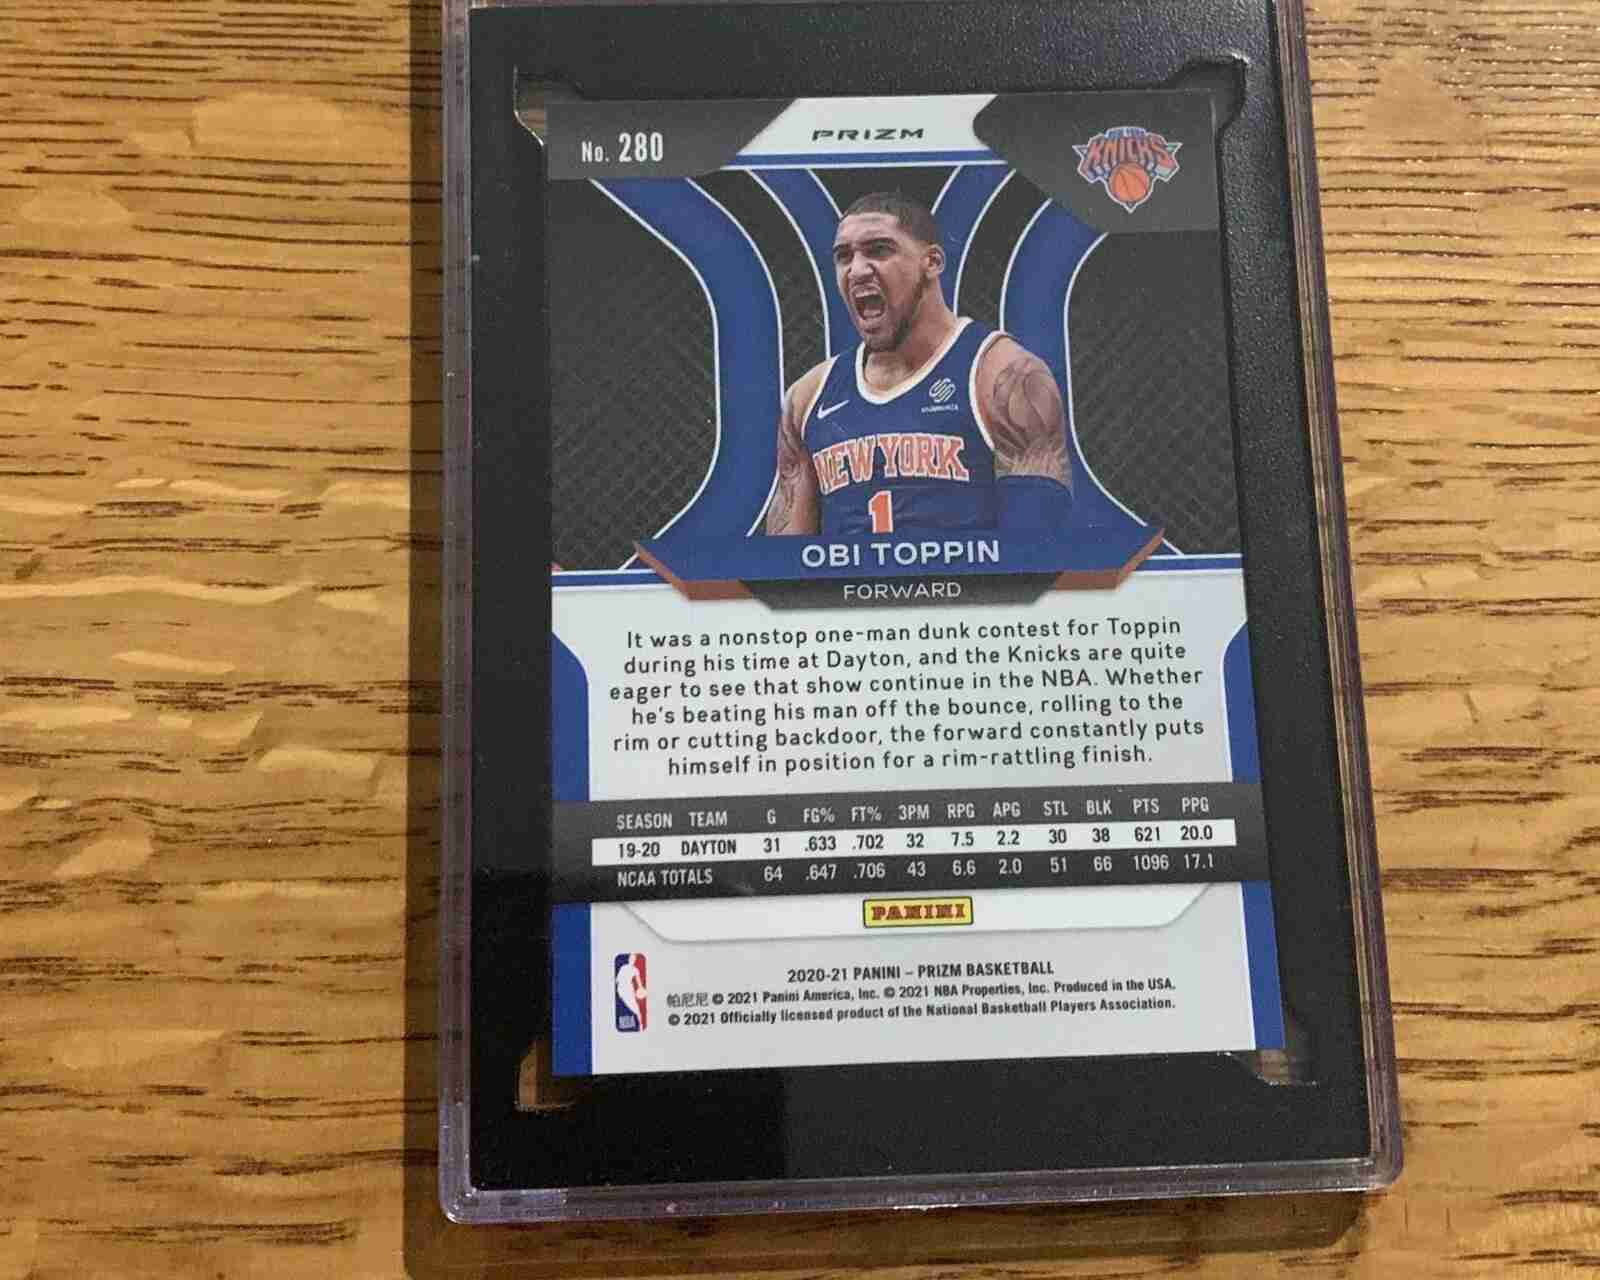 No. 280
PRIZM
KNICKS
NEW YORK
1
OBI TOPPIN
FORWARD
It was a nonstop one-man dunk contest for Toppin
during his time at Dayton, and the Knicks are quite
eager to see that show continue in the NBA. Whether
he's beating his man off the bounce, rolling to the
rim or cutting backdoor, the forward constantly puts
himself in position for a rim-rattling finish.
SEASON TEAM G FG% FT% 3PM RPG APG STL BLK PTS PPG
19-20 DAYTON 31 .633 .702 32 7.5 2.2 30 38 621 20.0
NCAA TOTALS 64 .647 .706 43 6.6 2.0 51 66 1096 17.1
PANINI
2020-21 PANINI – PRIZM BASKETBALL
帕尼尼 © 2021 Panini America, Inc. © 2021 NBA Properties, Inc. Produced in the USA.
© 2021 Officially licensed product of the National Basketball Players Association.
NBA